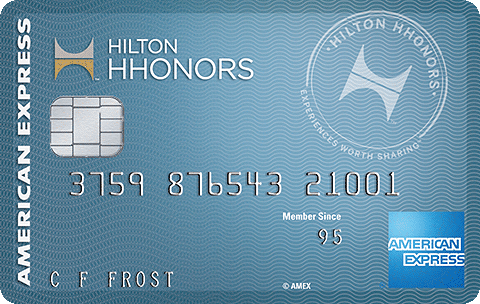 AMERICAN EXPRESS
HILTON
HHONORS
· HILTON HHONORS ·
EXPERIENCES WORTH SHARING
3759 876543 21001
Member Since
95
AMERICAN EXPRESS
C F FROST
© AMEX